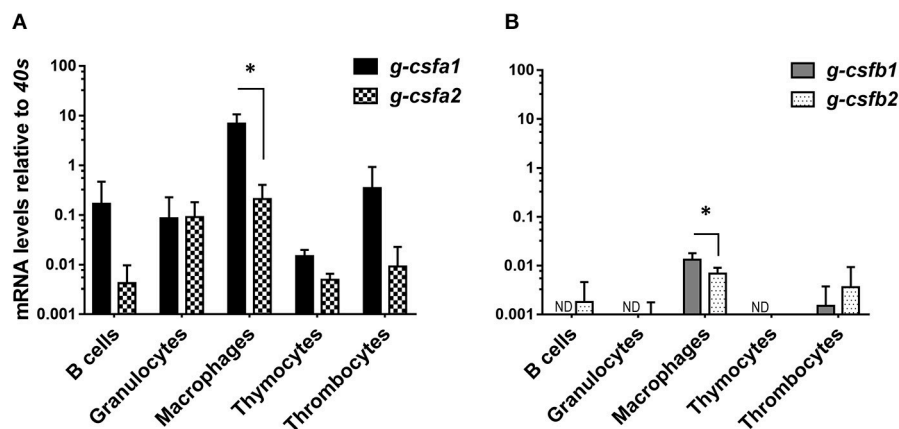 A
mRNA levels relative to 40s
100
10
1
0.1
0.01
0.001
*
g-csfa1
g-csfa2
B cells
Granulocytes
Macrophages
Thymocytes
Thrombocytes
B
100
10
1
0.1
0.01
0.001
*
g-csfb1
g-csfb2
ND
ND
ND
B cells
Granulocytes
Macrophages
Thymocytes
Thrombocytes